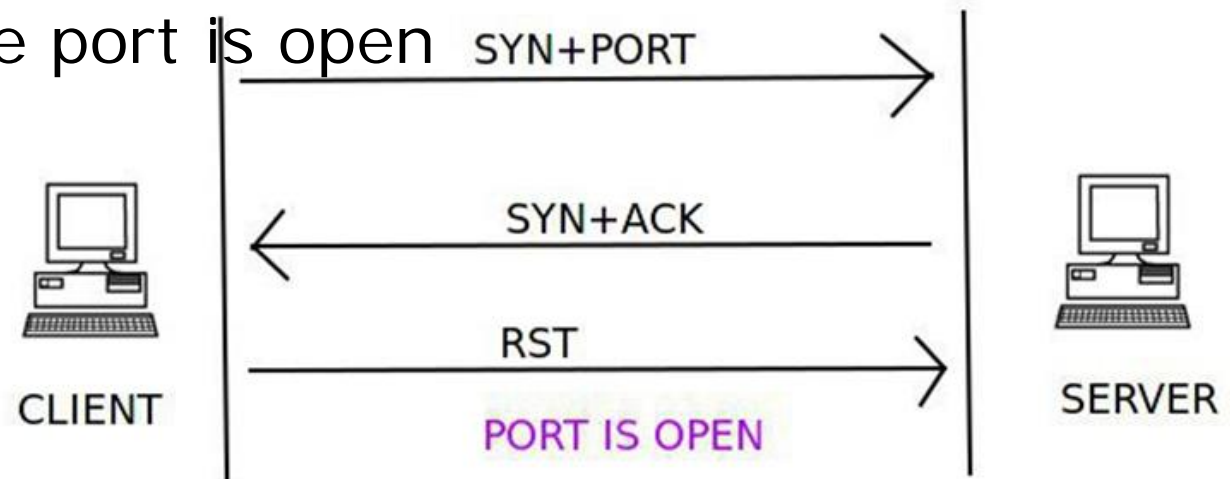 e port is open
SYN+PORT
SYN+ACK
RST
CLIENT
SERVER
PORT IS OPEN